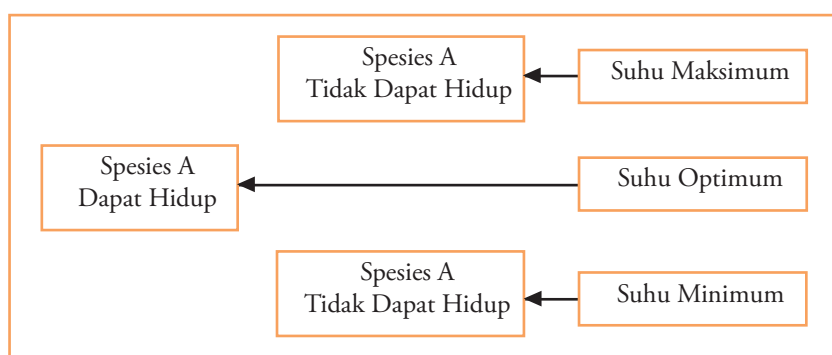 Spesies A
Tidak Dapat Hidup
Suhu Maksimum
Spesies A
Dapat Hidup
Suhu Optimum
Spesies A
Tidak Dapat Hidup
Suhu Minimum